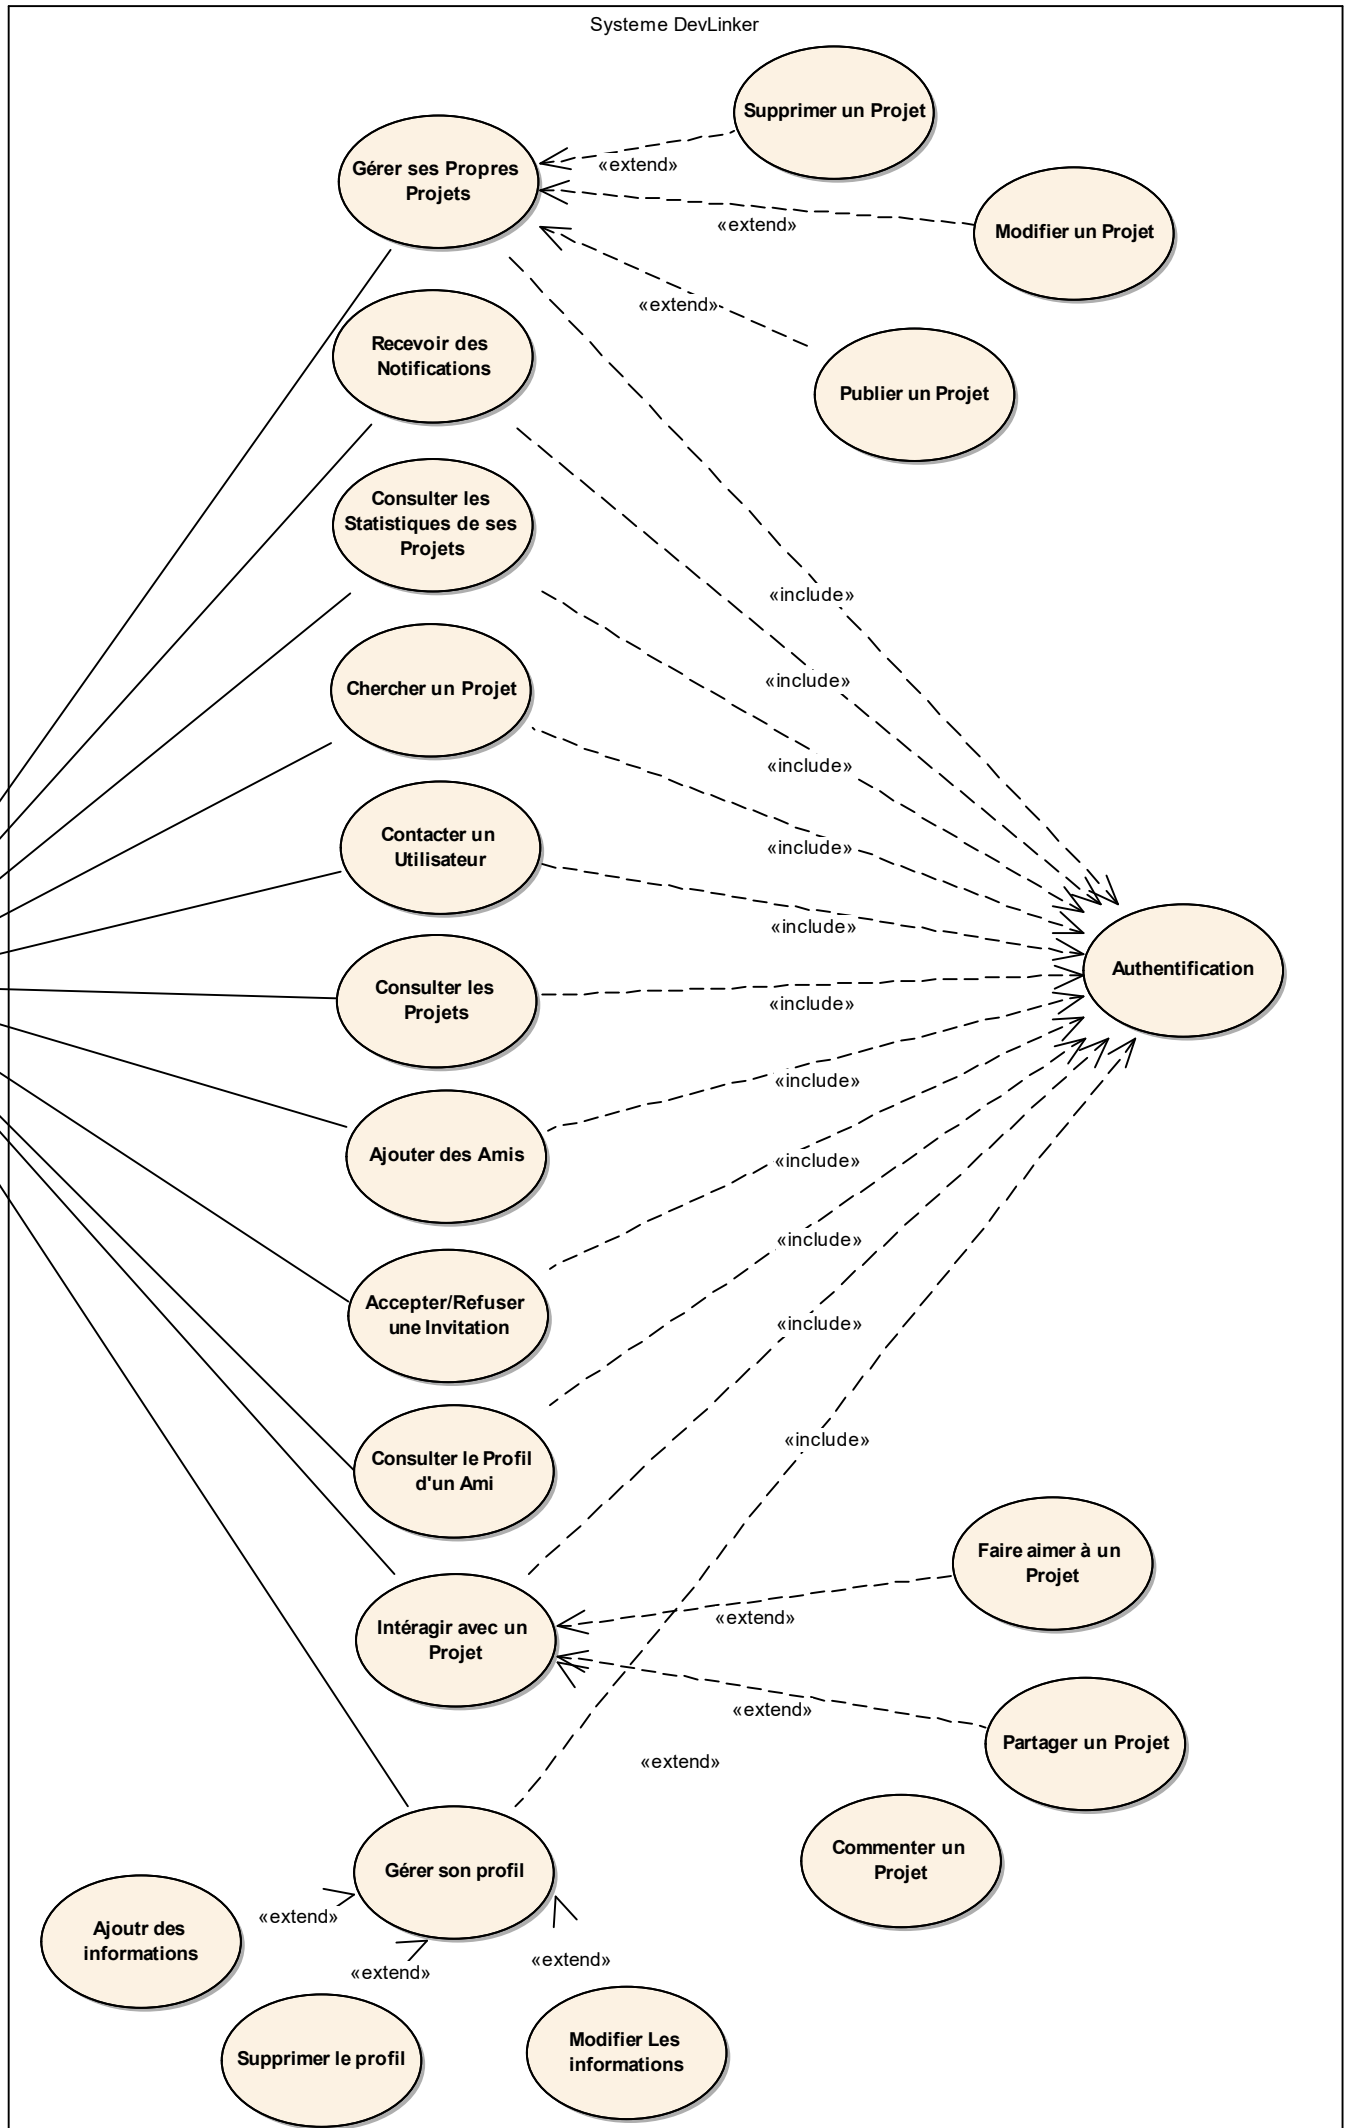 Systeme DevLinker
Supprimer un Projet
Gérer ses Propres
Projets
«extend»
Modifier un Projet
«extend»
«extend»
Recevoir des
Notifications
Publier un Projet
Consulter les
Statistiques de ses
Projets
«include»
Chercher un Projet
«include»
«include»
Contacter un
Utilisateur
«include»
«include»
Authentification
Consulter les
Projets
«include»
«include»
Ajouter des Amis
«include»
«include»
Accepter/Refuser
une Invitation
«include»
«include»
Consulter le Profil
d'un Ami
Faire aimer à un
Projet
«extend»
Intéragir avec un
Projet
«extend»
Partager un Projet
«extend»
Commenter un
Projet
Gérer son profil
«extend»
Ajoutr des
informations
«extend»
«extend»
Supprimer le profil
Modifier Les
informations